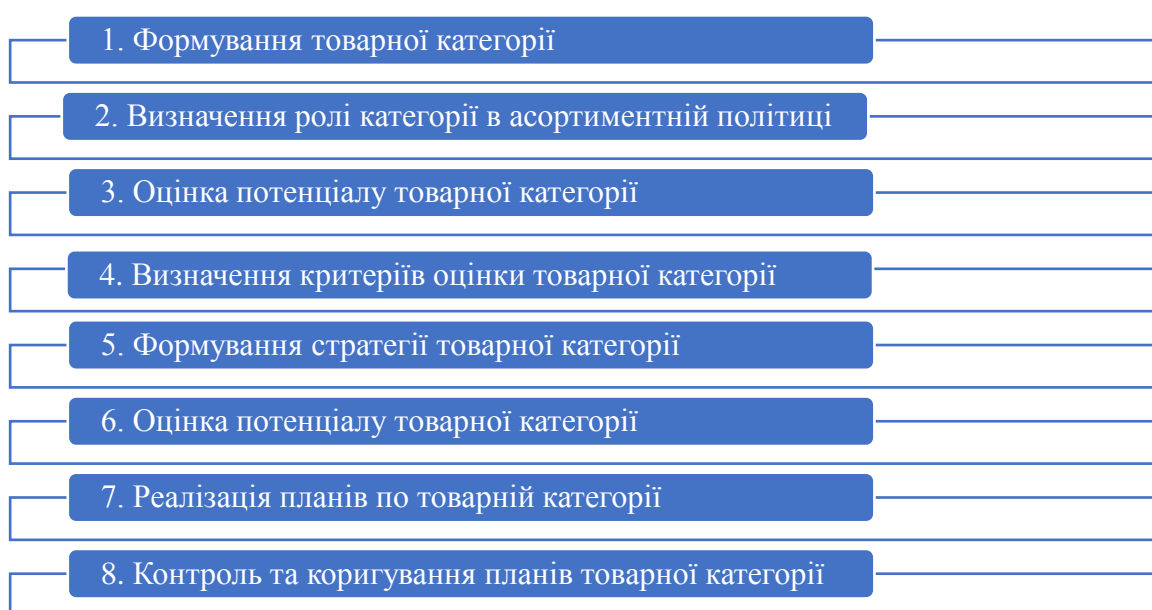 1. Формування товарної категорії
2. Визначення ролі категорії в асортиментній політиці
3. Оцінка потенціалу товарної категорії
4. Визначення критеріїв оцінки товарної категорії
5. Формування стратегії товарної категорії
6. Оцінка потенціалу товарної категорії
7. Реалізація планів по товарній категорії
8. Контроль та коригування планів товарної категорії